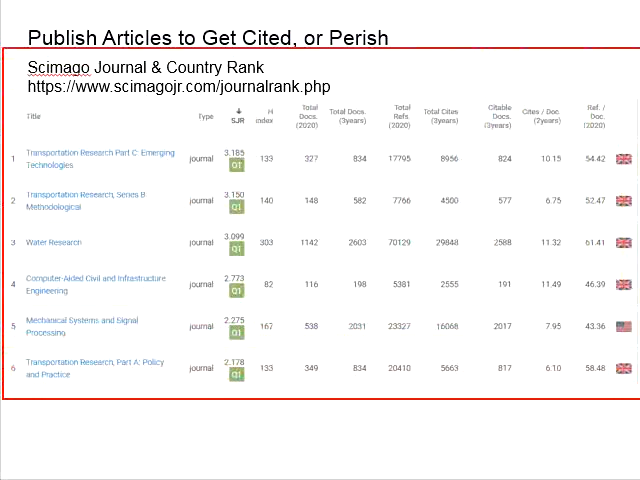 Publish Articles to Get Cited, or Perish
Scimago Journal & Country Rank
https://www.scimagojr.com/journalrank.php
Title Type ↓ SJR H index Total Docs. (2020) Total Docs. (3years) Total Refs. (2020) Total Cites (3years) Citable Docs. (3years) Cites / Doc. (2years) Ref. / Doc. (2020)
1 Transportation Research Part C: Emerging Technologies journal 3.185 Q1 133 327 834 17795 8956 824 10.15 54.42
2 Transportation Research, Series B: Methodological journal 3.150 Q1 140 148 582 7766 4500 577 6.75 52.47
3 Water Research journal 3.099 Q1 303 1142 2603 70129 29848 2588 11.32 61.41
4 Computer-Aided Civil and Infrastructure Engineering journal 2.773 Q1 82 116 198 5381 2555 191 11.49 46.39
5 Mechanical Systems and Signal Processing journal 2.275 Q1 167 538 2031 23327 16068 2017 7.95 43.36
6 Transportation Research, Part A: Policy and Practice journal 2.178 Q1 133 349 834 20410 5663 817 6.10 58.48